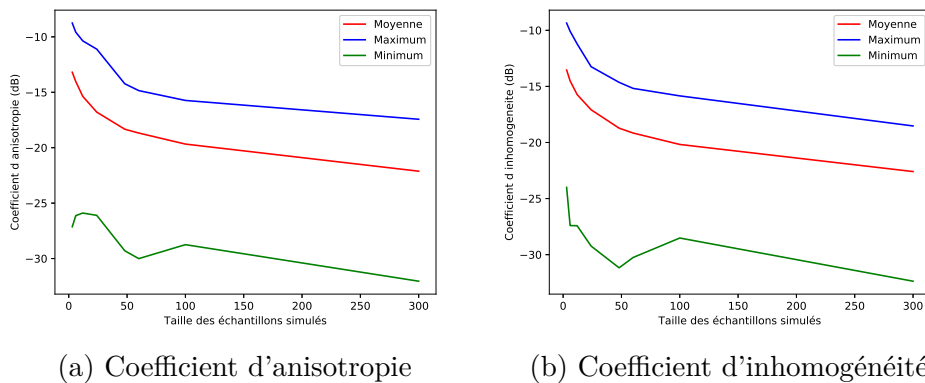 Moyenne
Maximum
Minimum
−10
−15
−20
−25
−30
Coefficient d anisotropie (dB)
0 50 100 150 200 250 300
Taille des échantillons simulés
(a) Coefficient d'anisotropie
Moyenne
Maximum
Minimum
−10
−15
−20
−25
−30
Coefficient d inhomogeneite (dB)
0 50 100 150 200 250 300
Taille des échantillons simulés
(b) Coefficient d'inhomogénéité